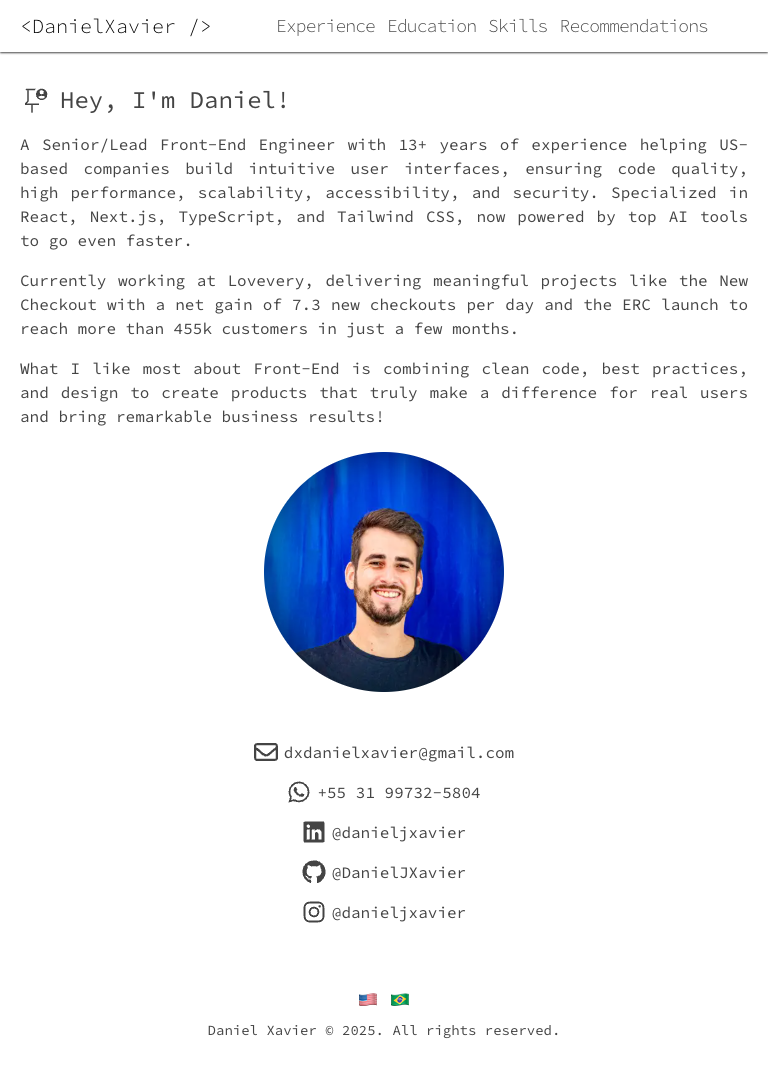 <DanielXavier />
Experience Education Skills Recommendations
Hey, I'm Daniel!
A Senior/Lead Front-End Engineer with 13+ years of experience helping US-
based companies build intuitive user interfaces, ensuring code quality,
high performance, scalability, accessibility, and security. Specialized in
React, Next.js, TypeScript, and Tailwind CSS, now powered by top AI tools
to go even faster.
Currently working at Lovevery, delivering meaningful projects like the New
Checkout with a net gain of 7.3 new checkouts per day and the ERC launch to
reach more than 455k customers in just a few months.
What I like most about Front-End is combining clean code, best practices,
and design to create products that truly make a difference for real users
and bring remarkable business results!
dxdanielxavier@gmail.com
+55 31 99732-5804
@danieljxavier
@DanielJXavier
@danieljxavier
Daniel Xavier © 2025. All rights reserved.